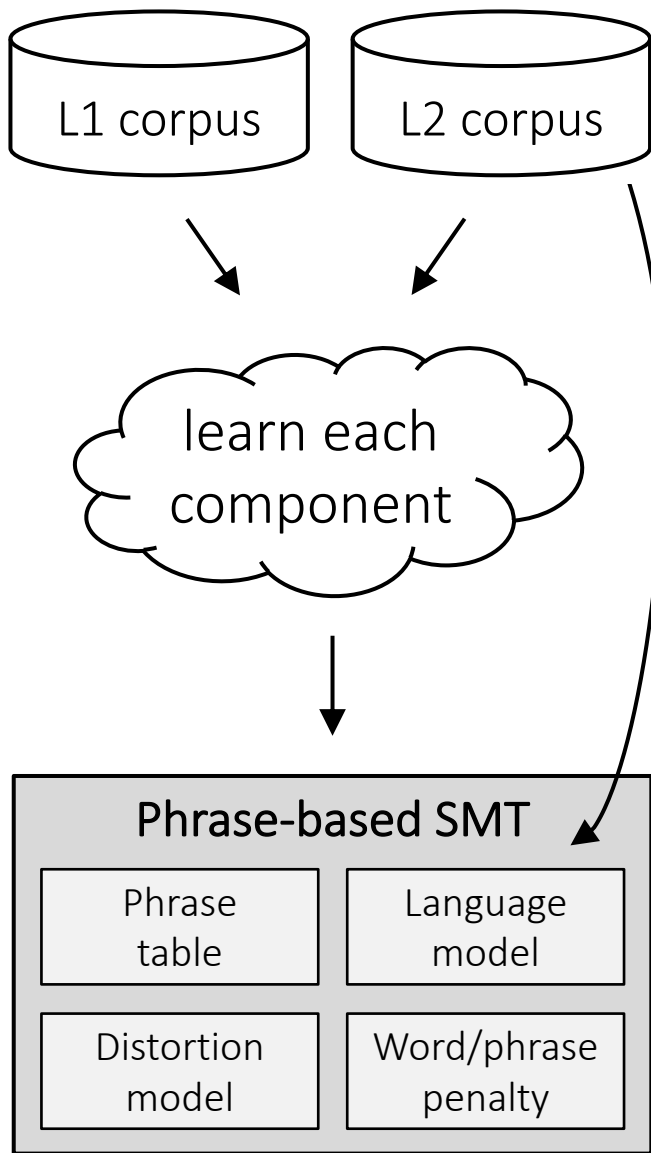 L1 corpus
L2 corpus
learn each
component
Phrase-based SMT
Phrase
table
Language
model
Distortion
model
Word/phrase
penalty